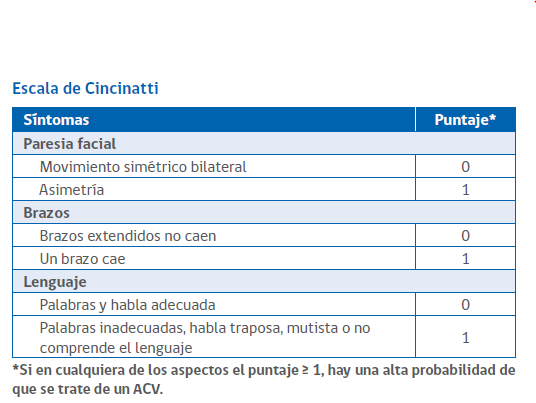 Escala de Cincinatti
Síntomas Puntaje*
Paresia facial
Movimiento simétrico bilateral 0
Asimetría 1
Brazos
Brazos extendidos no caen 0
Un brazo cae 1
Lenguaje
Palabras y habla adecuada 0
Palabras inadecuadas, habla traposa, mutista o no
comprende el lenguaje 1
*Si en cualquiera de los aspectos el puntaje ≥ 1, hay una alta probabilidad de
que se trate de un ACV.